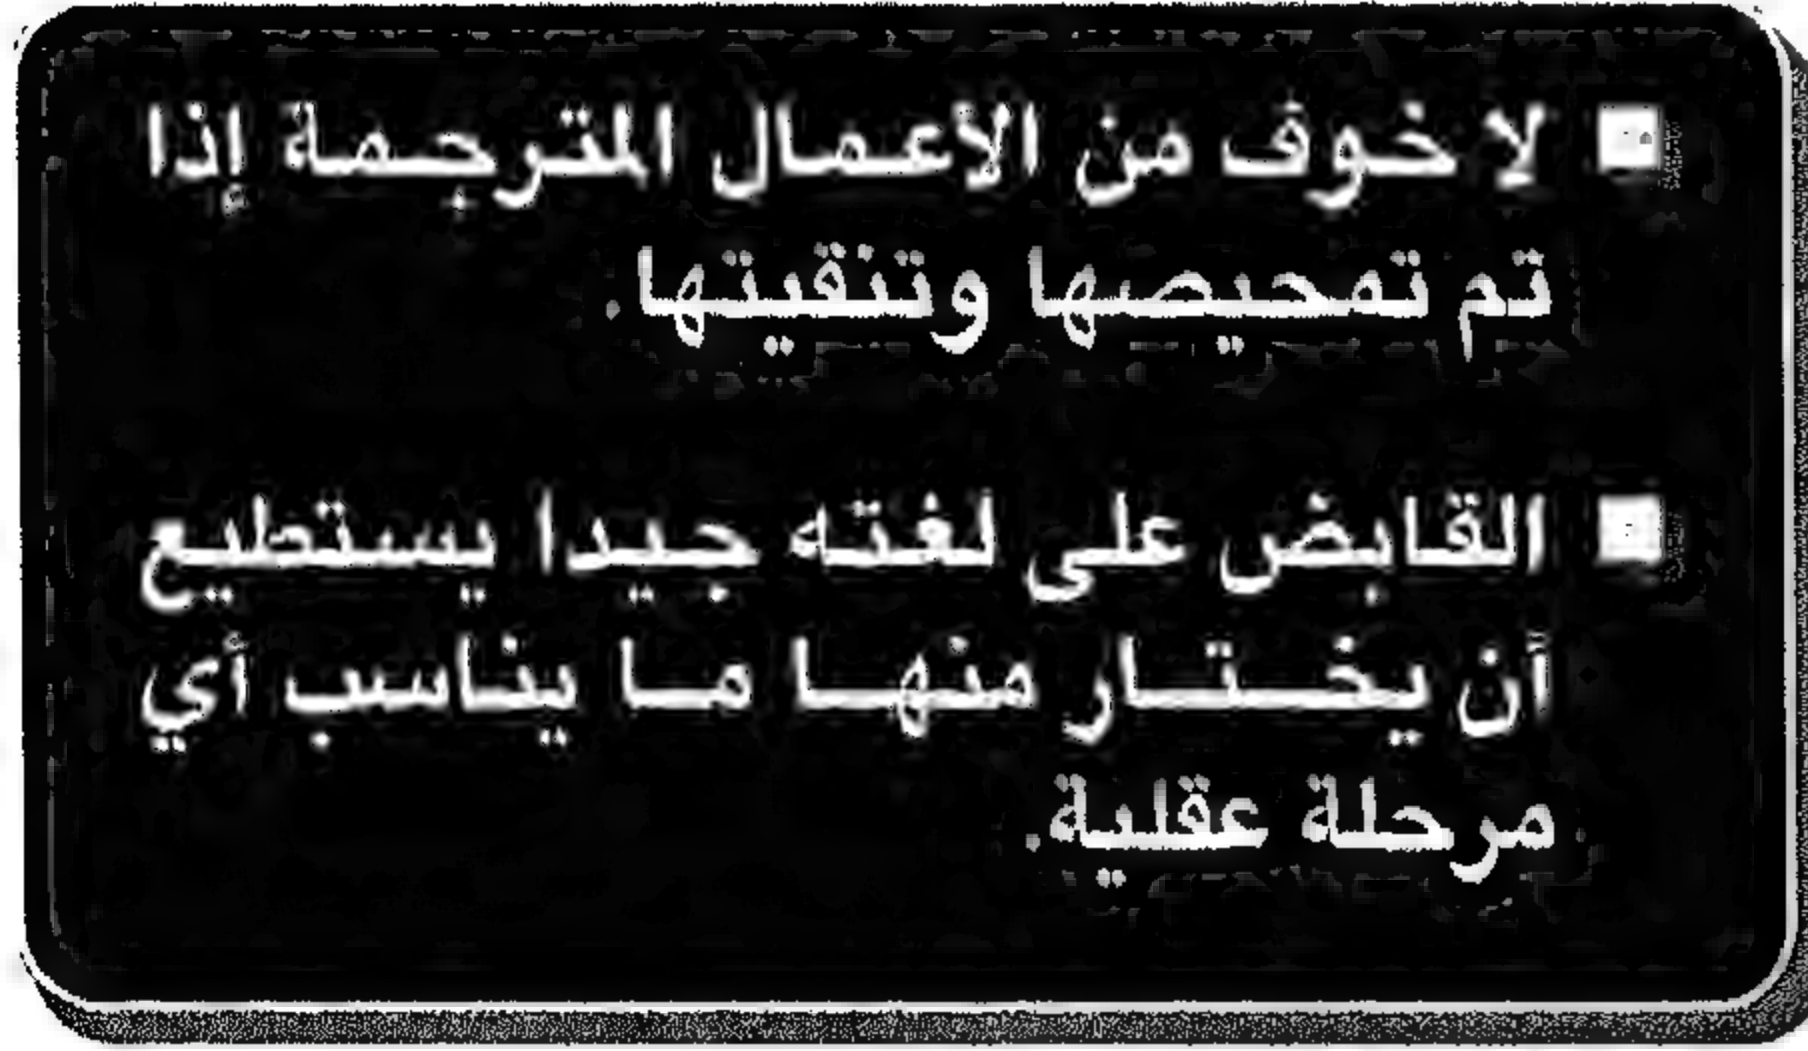 ■ لا خوف من الأعمال المترجمة إذا
تم تمحيصها وتنقيتها.
■ القابض على لغته جيدا يستطيع
أن يختار منها ما يناسب أي
مرحلة عقلية.